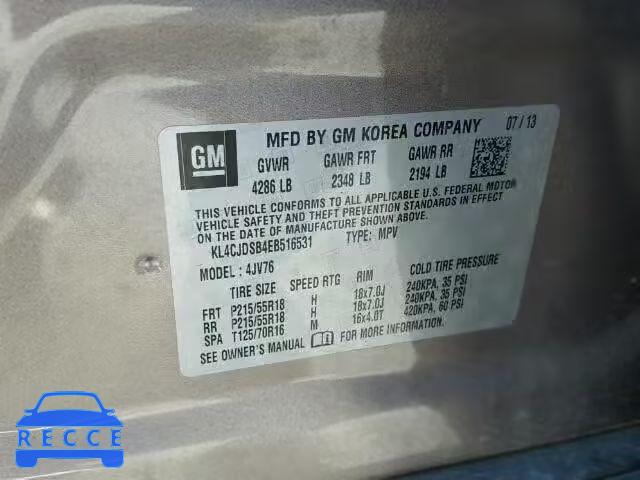 MFD BY GM KOREA COMPANY 07/13
GM
GVWR GAWR FRT GAWR RR
4286 LB 2348 LB 2194 LB
THIS VEHICLE CONFORMS TO ALL APPLICABLE U.S. FEDERAL MOTOR
VEHICLE SAFETY AND THEFT PREVENTION STANDARDS IN EFFECT ON
THE DATE OF MANUFACTURE SHOWN ABOVE.
KL4CJDSB4EB516531 TYPE: MPV
MODEL: 4JV76
TIRE SIZE SPEED RTG RIM COLD TIRE PRESSURE
FRT P215/55R18 H 18x7.0J 240KPA, 35 PSI
RR P215/55R18 H 18x7.0J 240KPA, 35 PSI
SPA T125/70R16 M 16x4.0T 420KPA, 60 PSI
SEE OWNER'S MANUAL FOR MORE INFORMATION.
RECCE